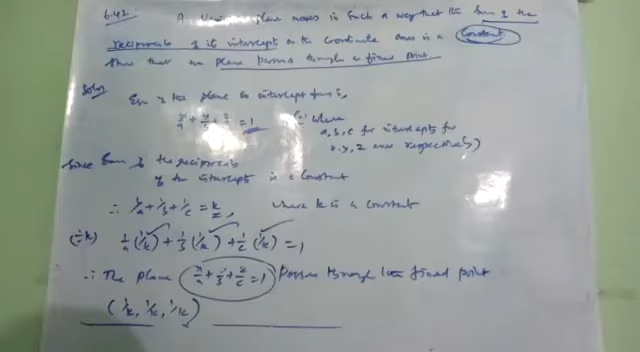 6.42 A variable plane moves in such a way that the sum of the
reciprocals of its intercepts on the coordinate axes is a constant
Show that the plane passes through a fixed point.
Soln
Eqn of the plane in intercept form is,
x/a + y/b + z/c = 1 (where
a, b, c for intercepts for
x, y, z axes respectively)
Since sum of the reciprocals
of the intercepts is a constant
∴ 1/a + 1/b + 1/c = k, where k is a constant
(÷k) 1/a (1/k) + 1/b (1/k) + 1/c (1/k) = 1
∴ The plane x/a + y/b + z/c = 1 passes through the fixed point
(1/k, 1/k, 1/k)